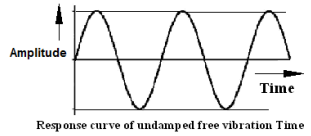 Amplitude
Time
Response curve of undamped free vibration Time